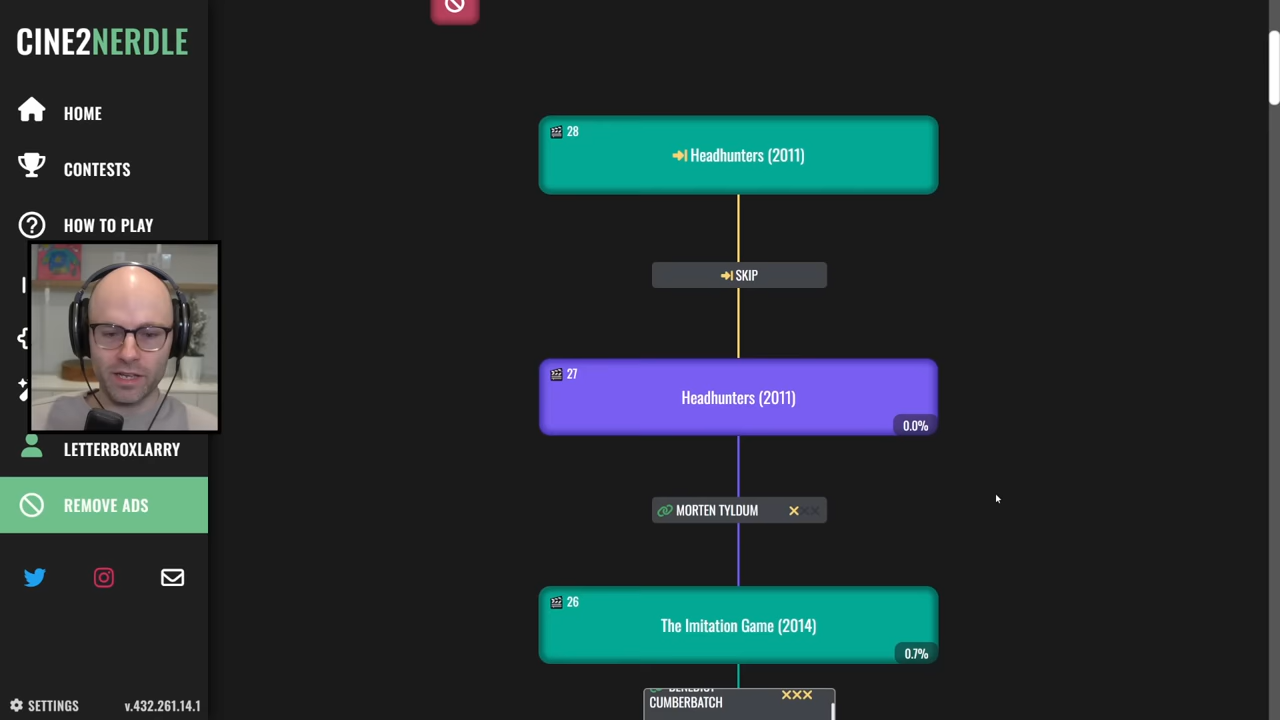 CINE2NERDLE
HOME
CONTESTS
HOW TO PLAY
LETTERBOXLARRY
REMOVE ADS
SETTINGS
v.432.261.14.1
28
Headhunters (2011)
SKIP
27
Headhunters (2011)
0.0%
MORTEN TYLDUM
26
The Imitation Game (2014)
0.7%
BENEDICT
CUMBERBATCH